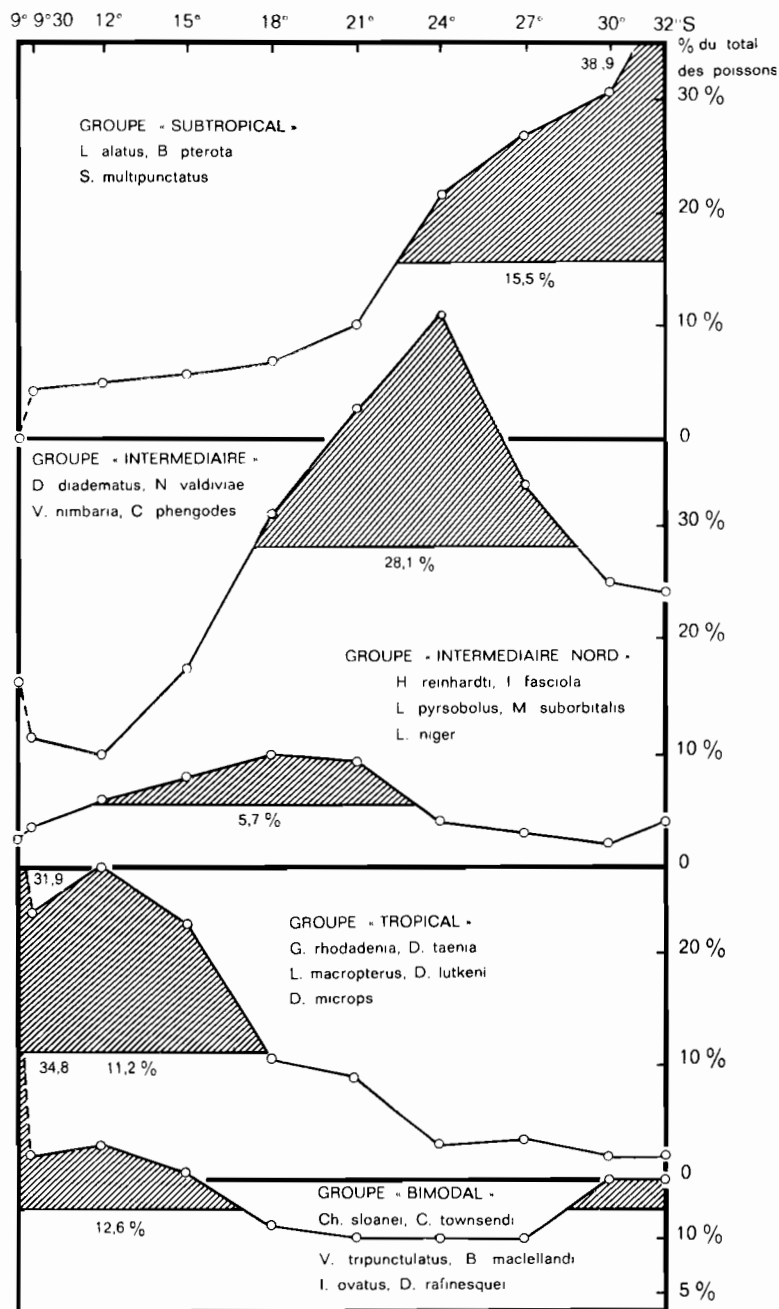 9° 9°30 12° 15° 18° 21° 24° 27° 30° 32°S
% du total
des poissons
38,9
30 %
GROUPE « SUBTROPICAL »
L alatus, B pterota
S. multipunctatus
20 %
15,5 %
10 %
0
GROUPE « INTERMEDIAIRE »
D diadematus, N valdiviae
V. nimbaria, C phengodes
30 %
28,1 %
20 %
GROUPE « INTERMEDIAIRE NORD »
H reinhardti, I fasciola
L pyrsobolus, M suborbitalis
L. niger
10 %
5,7 %
0
31,9
GROUPE « TROPICAL »
G. rhodadenia, D. taenia
L. macropterus, D. lutkeni
D. microps
20 %
10 %
34,8 11,2 %
0
GROUPE « BIMODAL »
Ch. sloanei, C. townsendi
12,6 %
10 %
V. tripunctulatus, B maclellandi
I. ovatus, D. rafinesquei
5 %